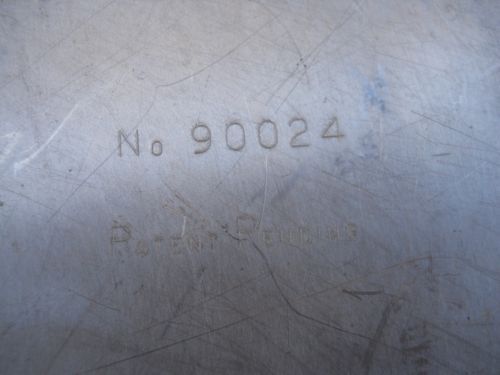 No 90024
Patent Pending